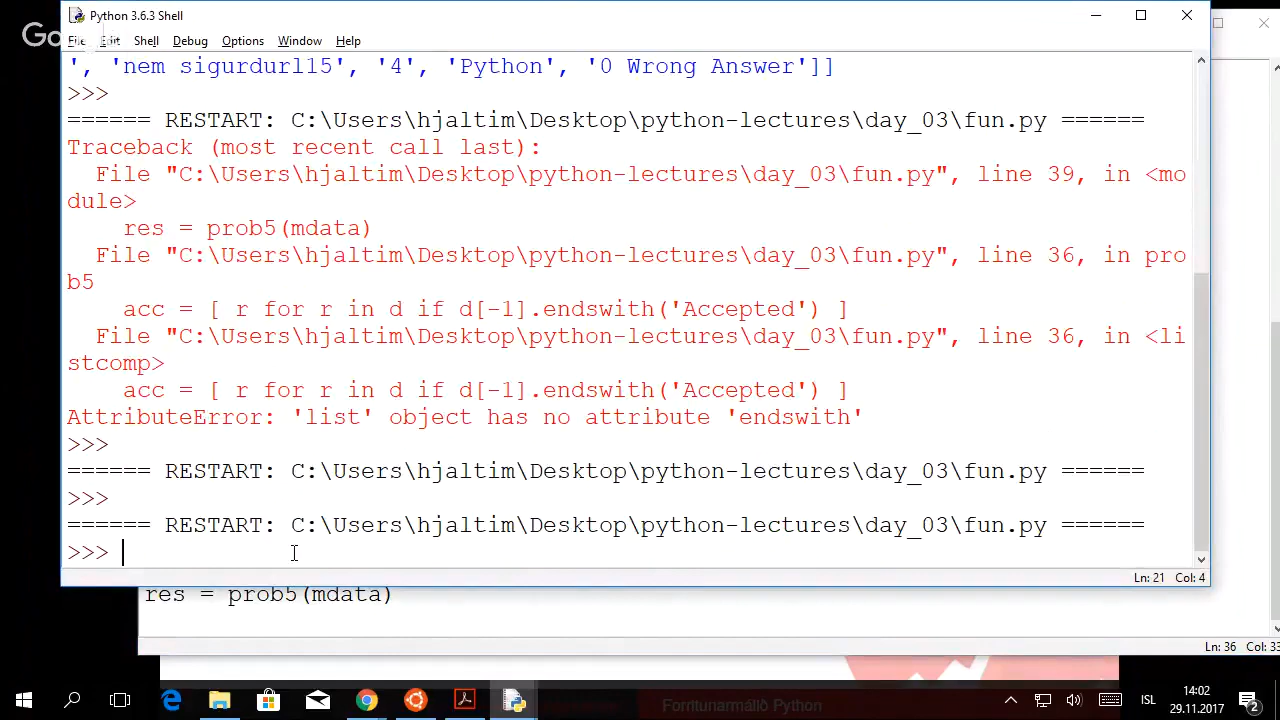 Python 3.6.3 Shell
File Edit Shell Debug Options Window Help
', 'nem sigurdurl15', '4', 'Python', '0 Wrong Answer']]
>>>
====== RESTART: C:\Users\hjaltim\Desktop\python-lectures\day_03\fun.py ======
Traceback (most recent call last):
  File "C:\Users\hjaltim\Desktop\python-lectures\day_03\fun.py", line 39, in <mo
dule>
    res = prob5(mdata)
  File "C:\Users\hjaltim\Desktop\python-lectures\day_03\fun.py", line 36, in pro
b5
    acc = [ r for r in d if d[-1].endswith('Accepted') ]
  File "C:\Users\hjaltim\Desktop\python-lectures\day_03\fun.py", line 36, in <li
stcomp>
    acc = [ r for r in d if d[-1].endswith('Accepted') ]
AttributeError: 'list' object has no attribute 'endswith'
>>>
====== RESTART: C:\Users\hjaltim\Desktop\python-lectures\day_03\fun.py ======
>>>
====== RESTART: C:\Users\hjaltim\Desktop\python-lectures\day_03\fun.py ======
>>>
Ln: 21 Col: 4
res = prob5(mdata)
Ln: 36 Col: 33
Forritunarmálið Python
ISL
14:02
29.11.2017
2